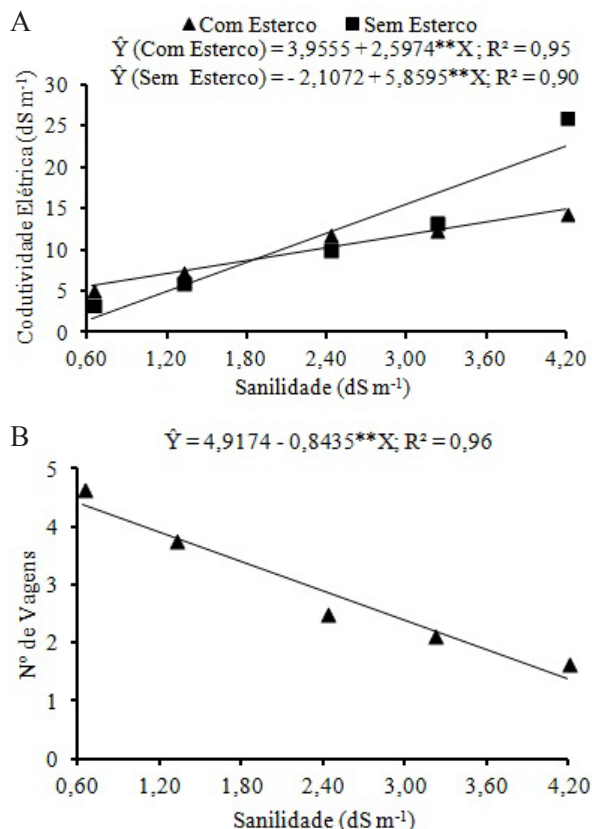 A
▲ Com Esterco ■ Sem Esterco
Ŷ (Com Esterco) = 3,9555 + 2,5974**X; R² = 0,95
Ŷ (Sem Esterco) = - 2,1072 + 5,8595**X; R² = 0,90
Codutividade Elétrica (dS m⁻¹)
30
25
20
15
10
5
0
0,60 1,20 1,80 2,40 3,00 3,60 4,20
Sanilidade (dS m⁻¹)
B
Ŷ = 4,9174 - 0,8435**X; R² = 0,96
Nº de Vagens
5
4
3
2
1
0
0,60 1,20 1,80 2,40 3,00 3,60 4,20
Sanilidade (dS m⁻¹)